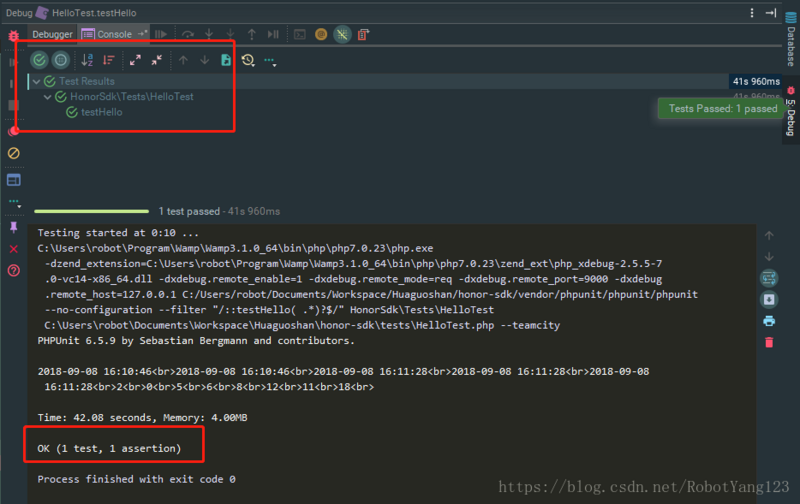 Debug HelloTest.testHello
Debugger Console
Test Results 41s 960ms
HonorSdk\Tests\HelloTest 41s 960ms
testHello
Tests Passed: 1 passed
Database
5: Debug
1 test passed - 41s 960ms
Testing started at 0:10 ...
C:\Users\robot\Program\Wamp\Wamp3.1.0_64\bin\php\php7.0.23\php.exe
-dzend_extension=C:\Users\robot\Program\Wamp\Wamp3.1.0_64\bin\php\php7.0.23\zend_ext\php_xdebug-2.5.5-7
.0-vc14-x86_64.dll -dxdebug.remote_enable=1 -dxdebug.remote_mode=req -dxdebug.remote_port=9000 -dxdebug
.remote_host=127.0.0.1 C:/Users/robot/Documents/Workspace/Huaguoshan/honor-sdk/vendor/phpunit/phpunit/phpunit
--no-configuration --filter "/::testHello( .*)?$/" HonorSdk\Tests\HelloTest
C:\Users\robot\Documents\Workspace\Huaguoshan\honor-sdk\tests\HelloTest.php --teamcity
PHPUnit 6.5.9 by Sebastian Bergmann and contributors.
2018-09-08 16:10:46<br>2018-09-08 16:10:46<br>2018-09-08 16:11:28<br>2018-09-08 16:11:28<br>2018-09-08
16:11:28<br>2<br>0<br>5<br>6<br>8<br>12<br>11<br>18<br>
Time: 42.08 seconds, Memory: 4.00MB
OK (1 test, 1 assertion)
Process finished with exit code 0
https://blog.csdn.net/RobotYang123